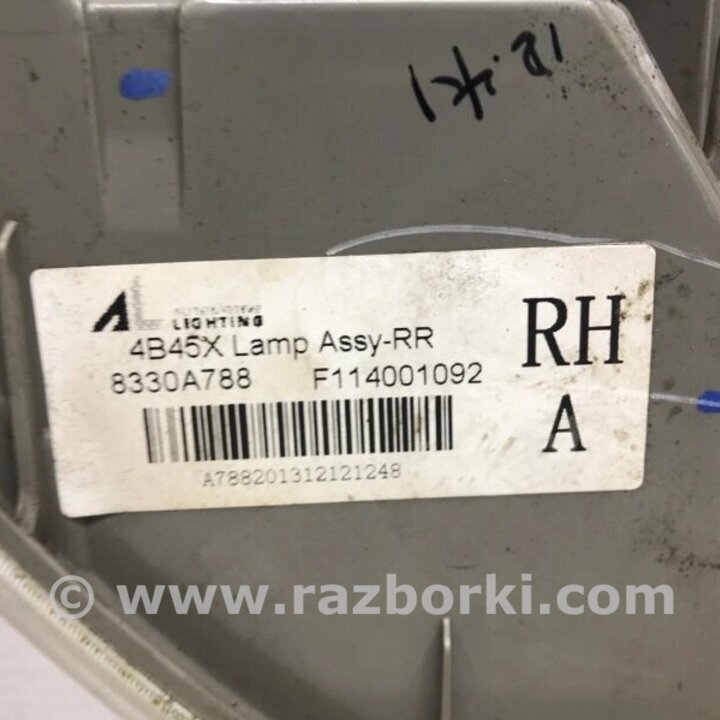 LIGHTING
4B45X Lamp Assy-RR
8330A788 F114001092
RH
A
A788201312121248
© www.razborki.com